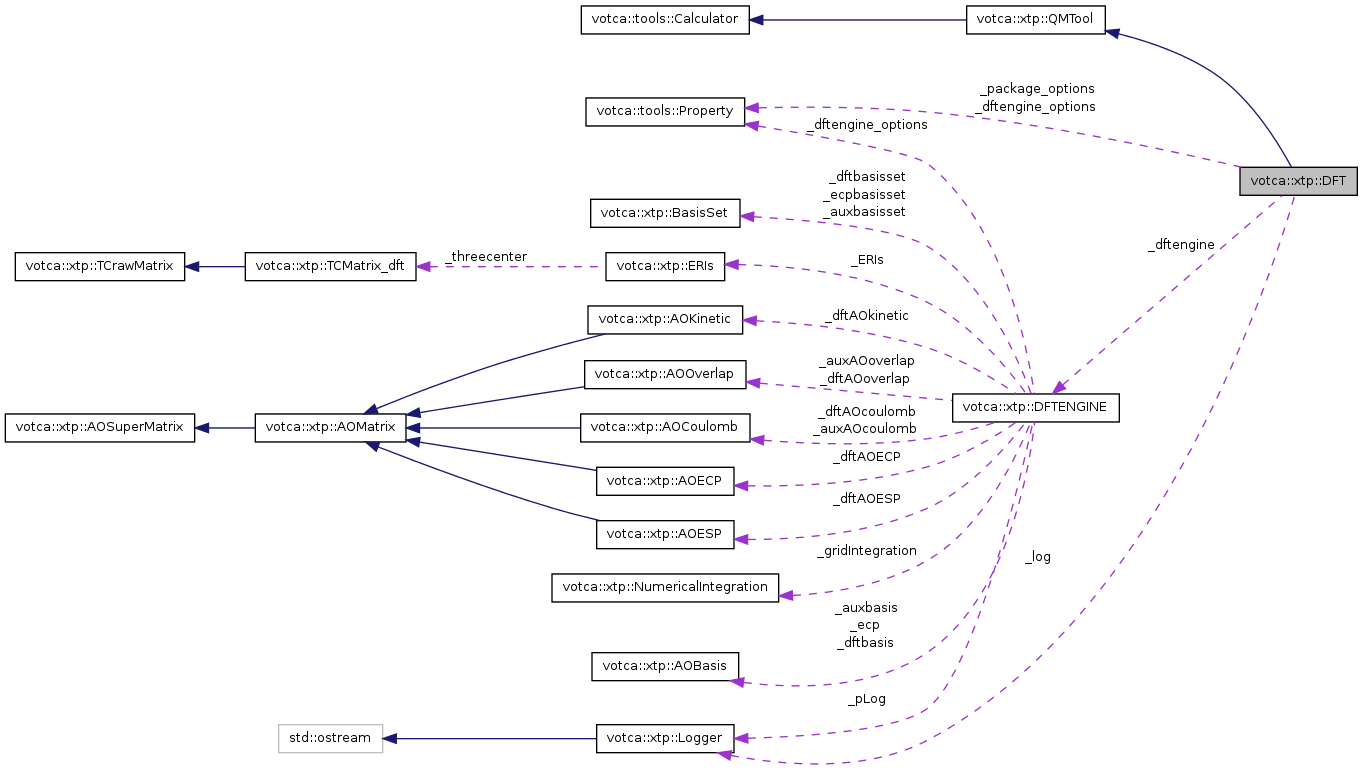 votca::tools::Calculator
votca::xtp::QMTool
_package_options
_dftengine_options
votca::tools::Property
_dftengine_options
votca::xtp::DFT
_dftbasisset
_ecpbasisset
_auxbasisset
votca::xtp::BasisSet
_dftengine
votca::xtp::TCrawMatrix
votca::xtp::TCMatrix_dft
_threecenter
votca::xtp::ERIs
_ERIs
votca::xtp::AOKinetic
_dftAOkinetic
_auxAOoverlap
_dftAOoverlap
votca::xtp::AOOverlap
votca::xtp::DFTENGINE
_dftAOcoulomb
_auxAOcoulomb
votca::xtp::AOSuperMatrix
votca::xtp::AOMatrix
votca::xtp::AOCoulomb
_dftAOECP
votca::xtp::AOECP
_dftAOESP
votca::xtp::AOESP
_gridIntegration
_log
votca::xtp::NumericalIntegration
_auxbasis
_ecp
_dftbasis
votca::xtp::AOBasis
_pLog
std::ostream
votca::xtp::Logger